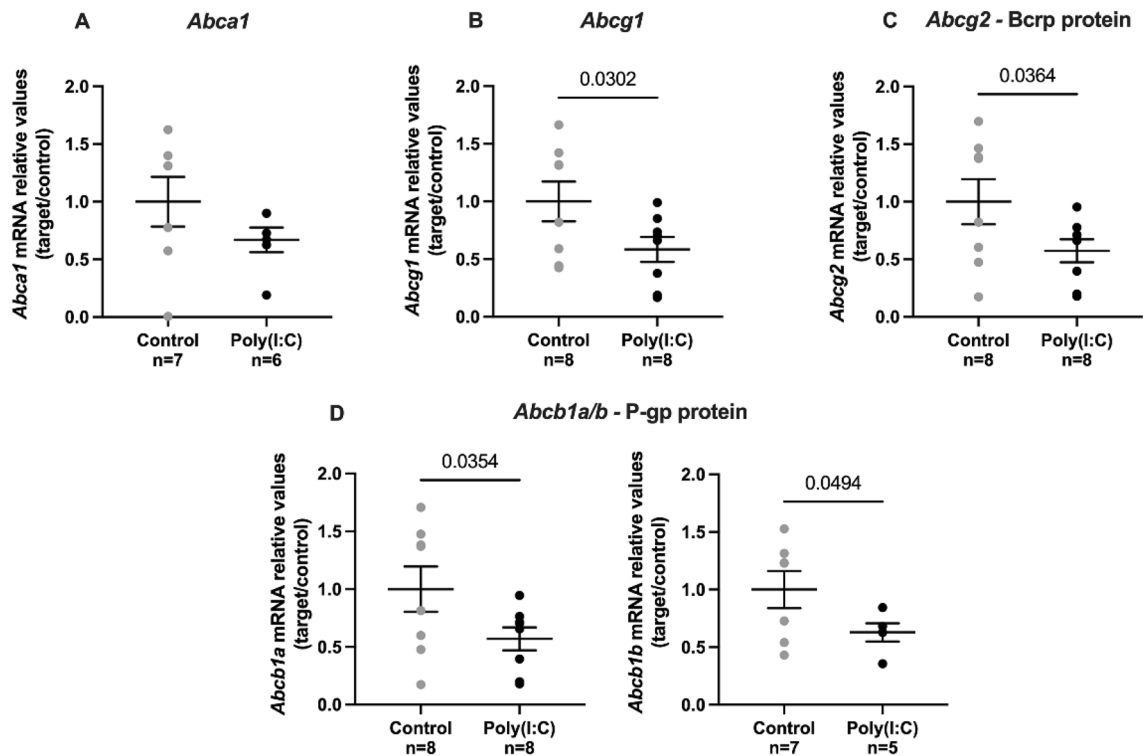 A
Abca1
Abca1 mRNA relative values
(target/control)
2.0
1.5
1.0
0.5
0.0
Control
n=7
Poly(I:C)
n=6
B
Abcg1
Abcg1 mRNA relative values
(target/control)
2.0
1.5
1.0
0.5
0.0
0.0302
Control
n=8
Poly(I:C)
n=8
C
Abcg2 - Bcrp protein
Abcg2 mRNA relative values
(target/control)
2.0
1.5
1.0
0.5
0.0
0.0364
Control
n=8
Poly(I:C)
n=8
D
Abcb1a/b - P-gp protein
Abcb1a mRNA relative values
(target/control)
2.0
1.5
1.0
0.5
0.0
0.0354
Control
n=8
Poly(I:C)
n=8
Abcb1b mRNA relative values
(target/control)
2.0
1.5
1.0
0.5
0.0
0.0494
Control
n=7
Poly(I:C)
n=5